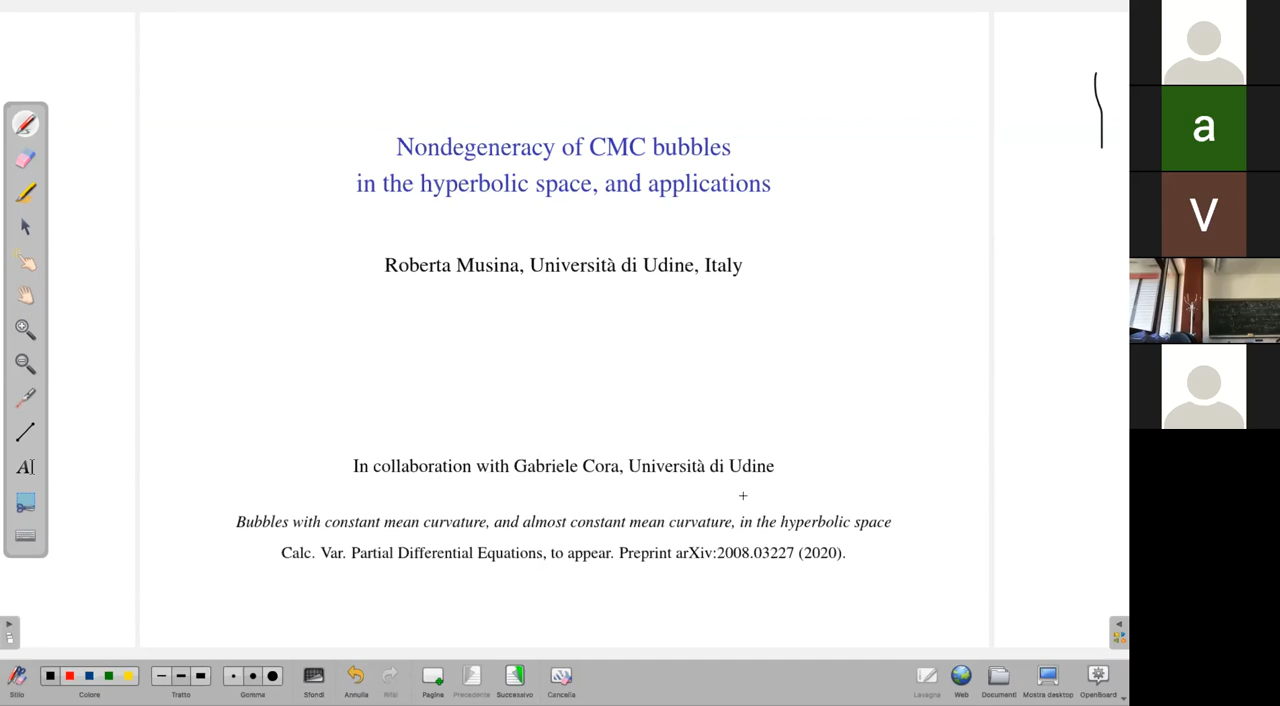 Nondegeneracy of CMC bubbles
in the hyperbolic space, and applications
Roberta Musina, Università di Udine, Italy
In collaboration with Gabriele Cora, Università di Udine
Bubbles with constant mean curvature, and almost constant mean curvature, in the hyperbolic space
Calc. Var. Partial Differential Equations, to appear. Preprint arXiv:2008.03227 (2020).
a
V
A
Stilo
Colore
Tratto
Gomma
Sfondi
Annulla
Rifai
Pagina
Precedente
Successivo
Cancella
Lavagna
Web
Documenti
Mostra desktop
OpenBoard